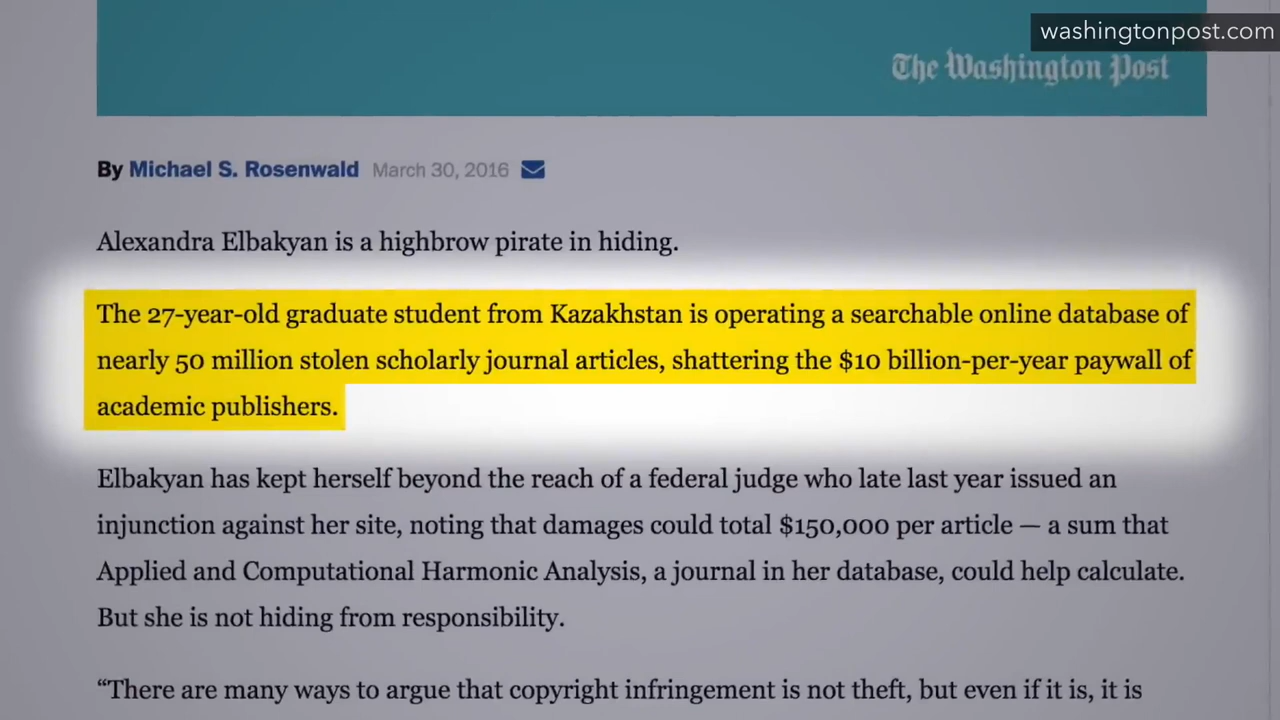 washingtonpost.com
The Washington Post
By Michael S. Rosenwald March 30, 2016
Alexandra Elbakyan is a highbrow pirate in hiding.
The 27-year-old graduate student from Kazakhstan is operating a searchable online database of
nearly 50 million stolen scholarly journal articles, shattering the $10 billion-per-year paywall of
academic publishers.
Elbakyan has kept herself beyond the reach of a federal judge who late last year issued an
injunction against her site, noting that damages could total $150,000 per article — a sum that
Applied and Computational Harmonic Analysis, a journal in her database, could help calculate.
But she is not hiding from responsibility.
“There are many ways to argue that copyright infringement is not theft, but even if it is, it is